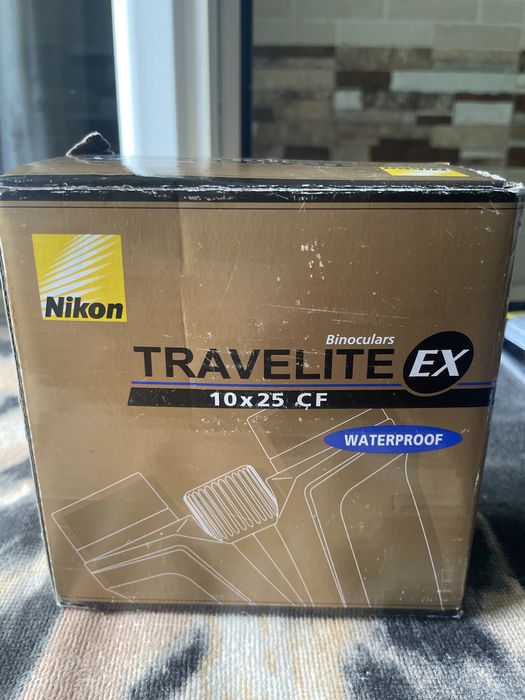 Nikon
Binoculars
TRAVELITE EX
10x25 CF
WATERPROOF